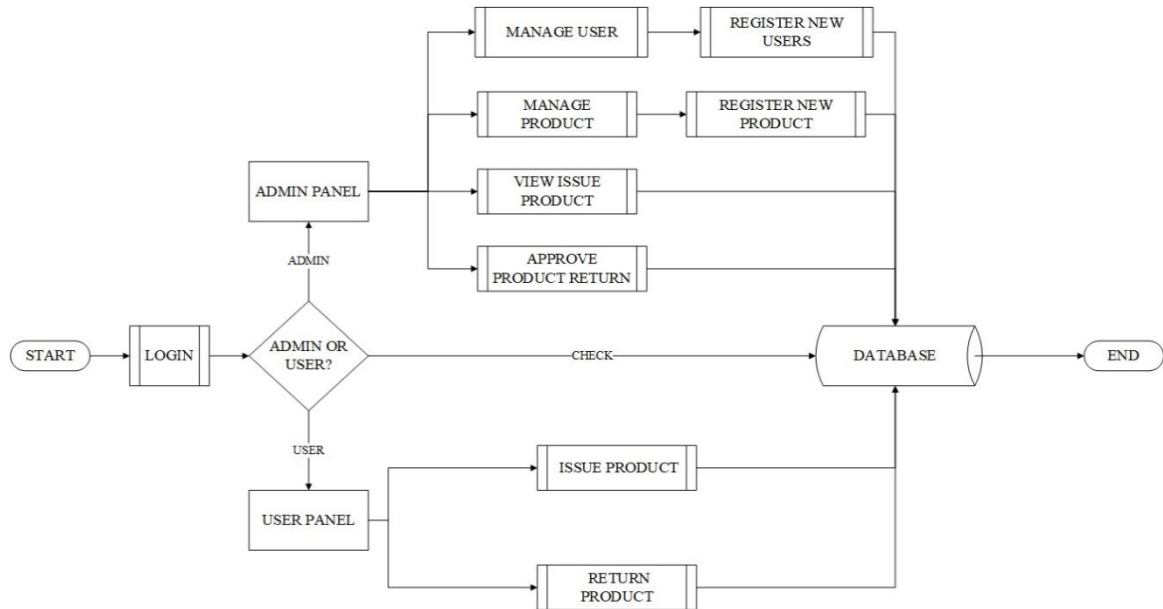 MANAGE USER
REGISTER NEW
USERS
MANAGE
PRODUCT
REGISTER NEW
PRODUCT
ADMIN PANEL
VIEW ISSUE
PRODUCT
ADMIN
APPROVE
PRODUCT RETURN
START
LOGIN
ADMIN OR
USER?
CHECK
DATABASE
END
USER
ISSUE PRODUCT
USER PANEL
RETURN
PRODUCT